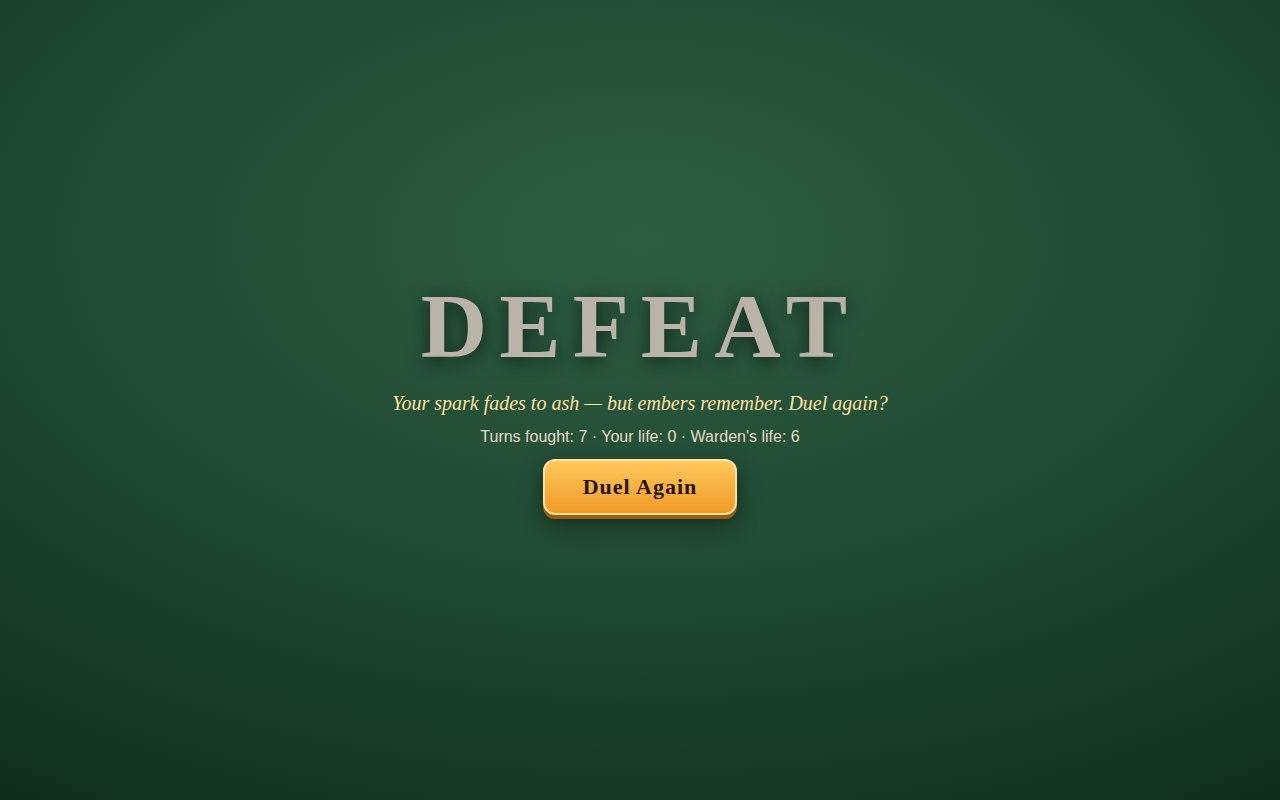 DEFEAT
Your spark fades to ash — but embers remember. Duel again?
Turns fought: 7 · Your life: 0 · Warden's life: 6
Duel Again